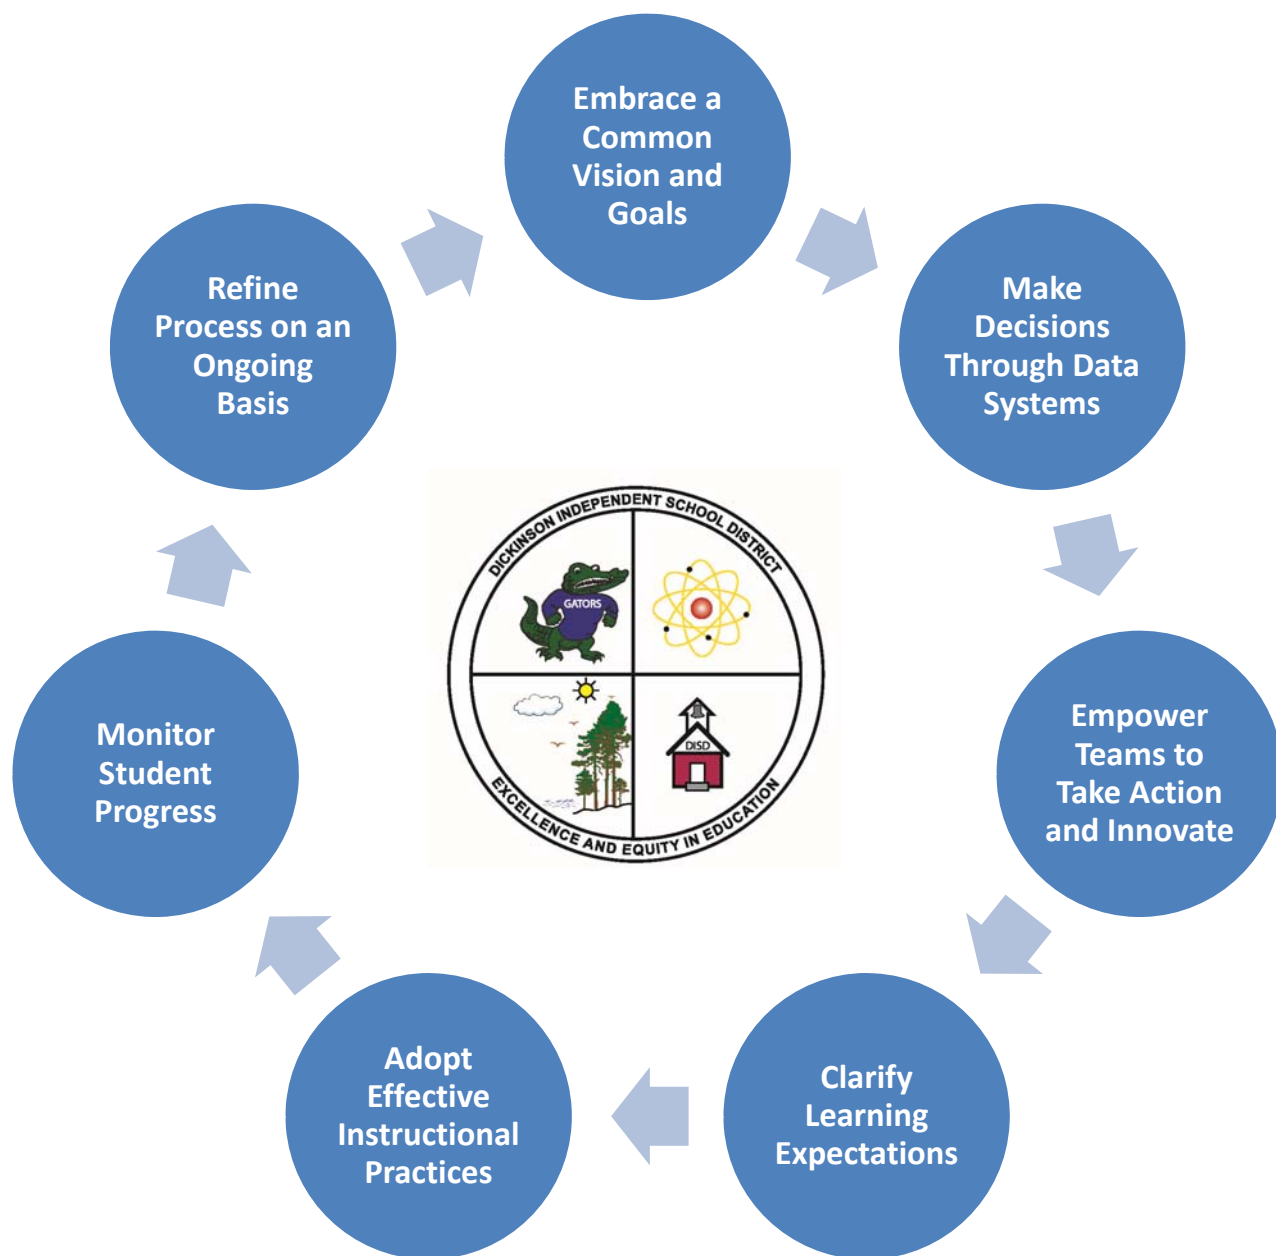 Embrace a
Common
Vision and
Goals
Make
Decisions
Through Data
Systems
Empower
Teams to
Take Action
and Innovate
Clarify
Learning
Expectations
Adopt
Effective
Instructional
Practices
Monitor
Student
Progress
Refine
Process on an
Ongoing
Basis
DICKINSON INDEPENDENT SCHOOL DISTRICT
GATORS
DISD
EXCELLENCE AND EQUITY IN EDUCATION